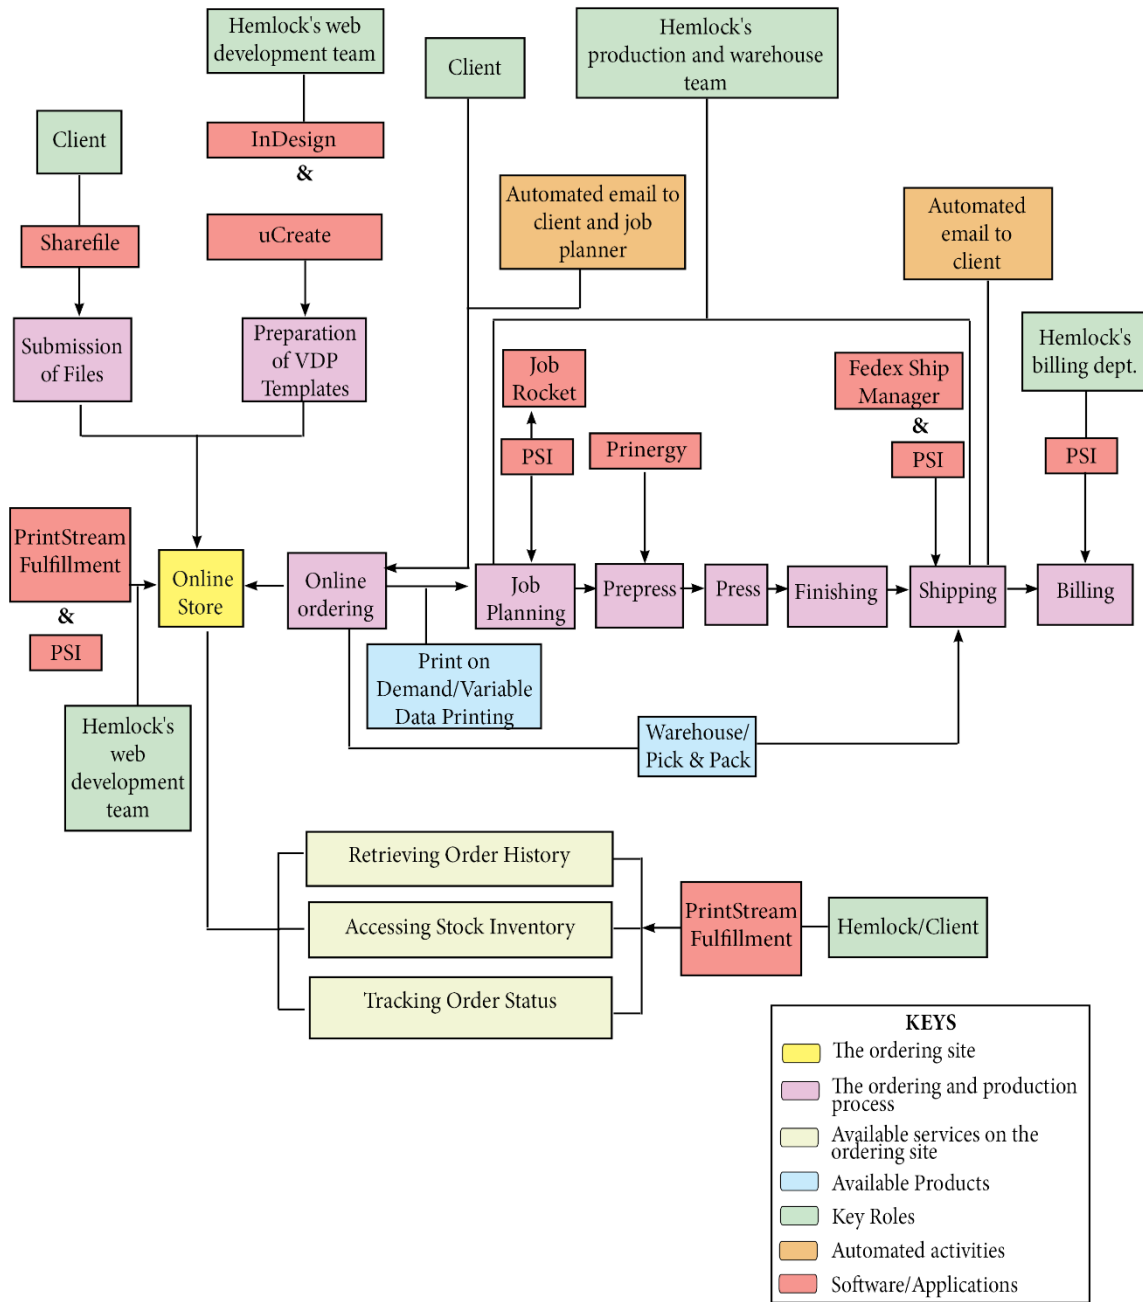 Hemlock's web
development team
Client
Hemlock's
production and warehouse
team
Client
InDesign
&
Sharefile
uCreate
Automated email to
client and job
planner
Automated
email to
client
Submission
of Files
Preparation
of VDP
Templates
Hemlock's
billing dept.
Job
Rocket
PSI
Prinergy
Fedex Ship
Manager
&
PSI
PSI
PrintStream
Fulfillment
&
PSI
Online
Store
Online
ordering
Job
Planning
Prepress
Press
Finishing
Shipping
Billing
Print on
Demand/Variable
Data Printing
Warehouse/
Pick & Pack
Hemlock's
web
development
team
Retrieving Order History
Accessing Stock Inventory
Tracking Order Status
PrintStream
Fulfillment
Hemlock/Client
KEYS
The ordering site
The ordering and production
process
Available services on the
ordering site
Available Products
Key Roles
Automated activities
Software/Applications